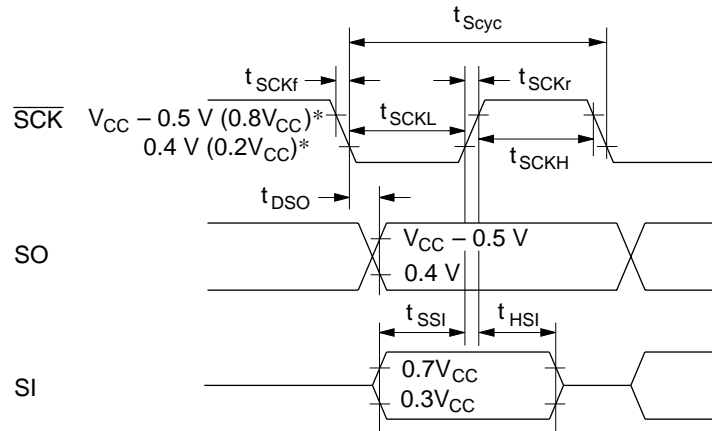 tScyc
tSCKf
tSCKr
SCK VCC – 0.5 V (0.8VCC)*
0.4 V (0.2VCC)*
tSCKL
tSCKH
tDSO
SO
VCC – 0.5 V
0.4 V
tSSI
tHSI
SI
0.7VCC
0.3VCC